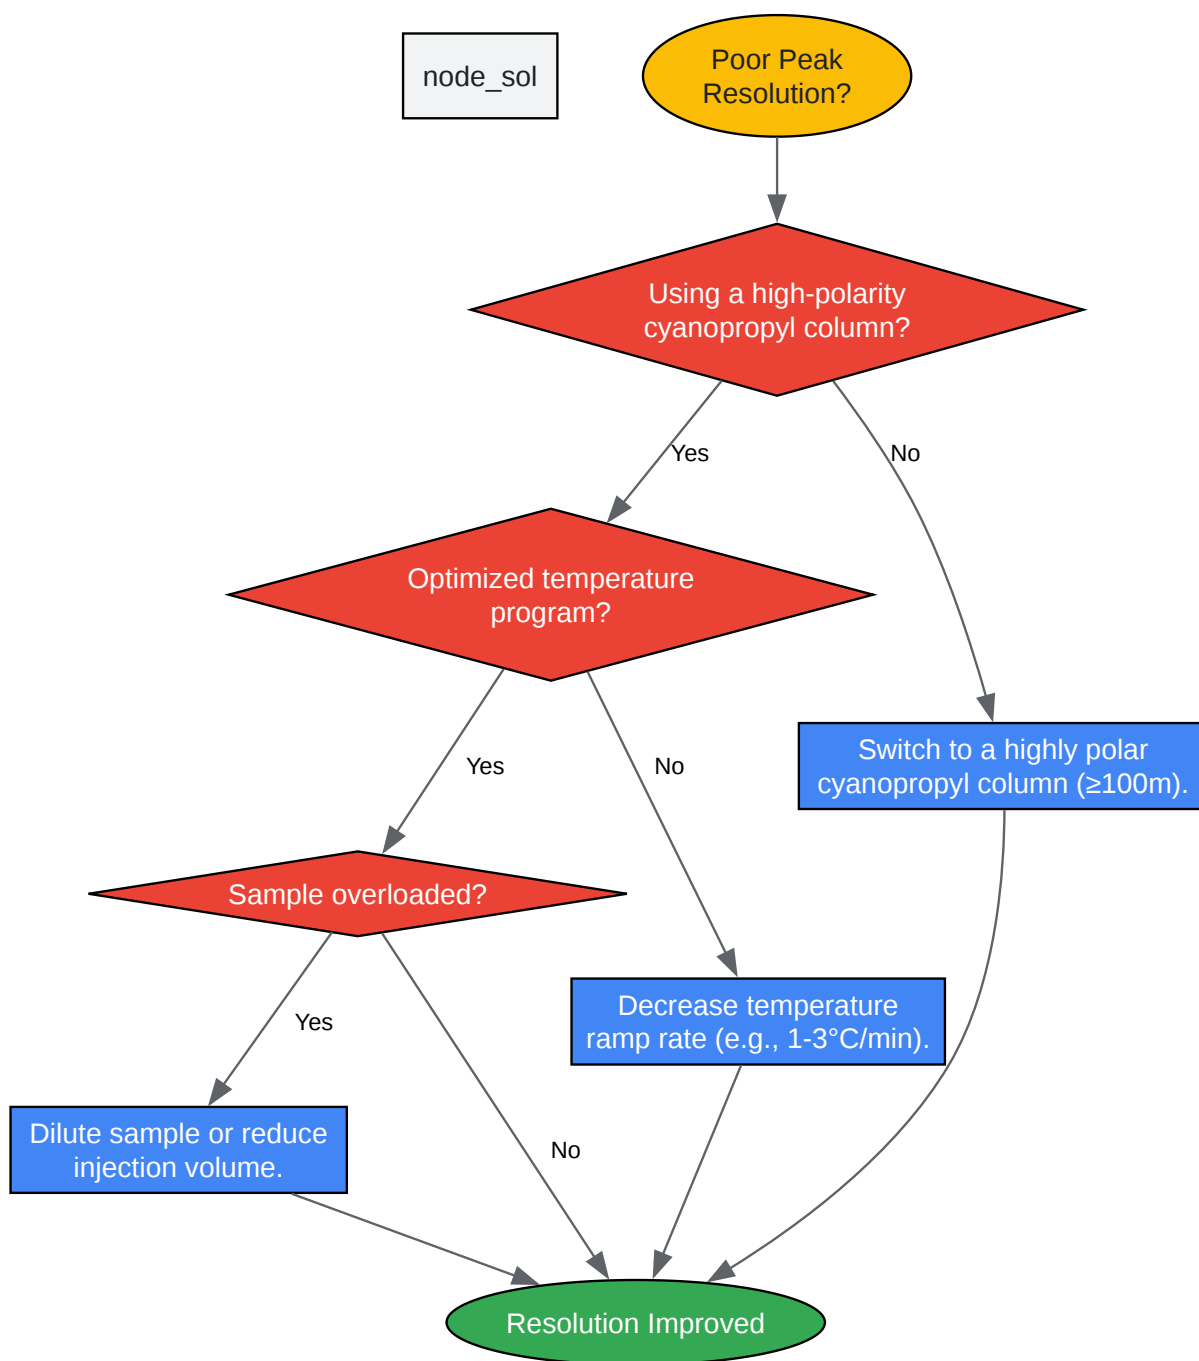 node_sol
Poor Peak
Resolution?
Using a high-polarity
cyanopropyl column?
Yes
No
Optimized temperature
program?
Switch to a highly polar
cyanopropyl column (≥100m).
Yes
No
Sample overloaded?
Decrease temperature
ramp rate (e.g., 1-3°C/min).
Yes
Dilute sample or reduce
injection volume.
No
Resolution Improved